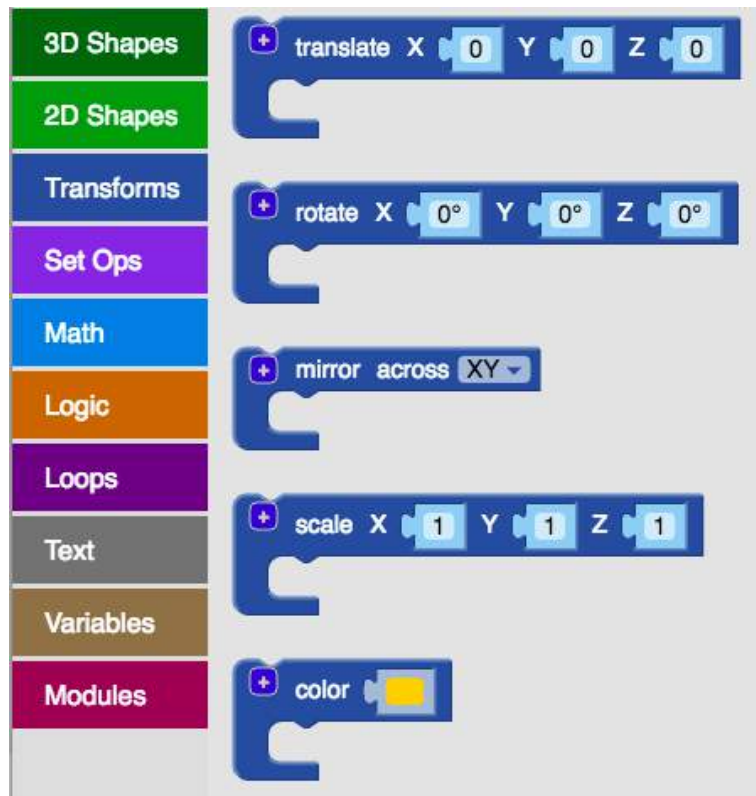 3D Shapes
2D Shapes
Transforms
Set Ops
Math
Logic
Loops
Text
Variables
Modules
+ translate X 0 Y 0 Z 0
+ rotate X 0° Y 0° Z 0°
+ mirror across XY
+ scale X 1 Y 1 Z 1
+ color